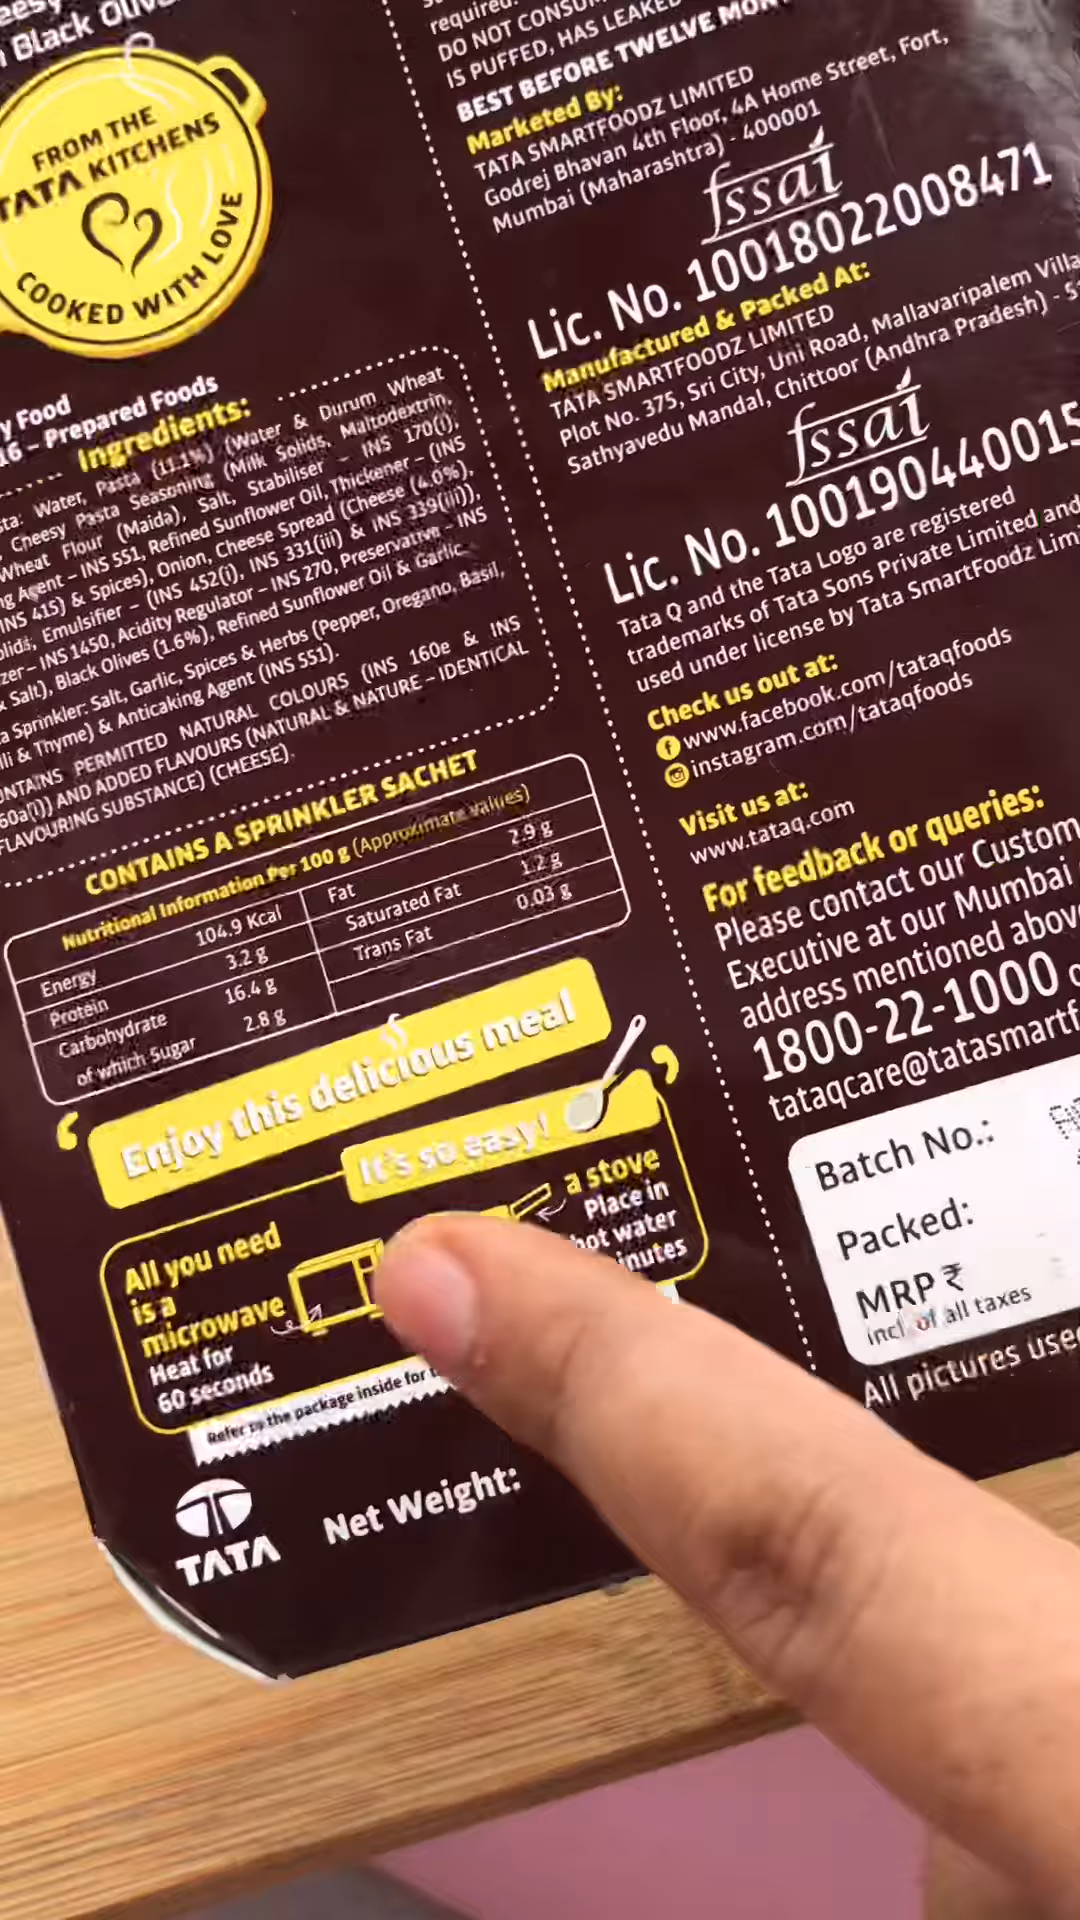 Black Olive
FROM THE
TATA KITCHENS
COOKED WITH LOVE
y Food
16 - Prepared Foods
Ingredients:
sta: Water, Pasta (11.1%) (Water & Durum Wheat
, Cheesy Pasta Seasoning (Milk Solids, Maltodextrin,
Wheat Flour (Maida), Salt, Stabiliser – INS 170(i),
ng Agent – INS 551, Refined Sunflower Oil, Thickener – (INS
INS 415) & Spices), Onion, Cheese Spread (Cheese (4.0%)
olids, Emulsifier – (INS 452(i), INS 331(iii) & INS 339(iii)),
zer – INS 1450, Acidity Regulator – INS 270, Preservative – INS
& Salt), Black Olives (1.6%), Refined Sunflower Oil & Garlic
a Sprinkler: Salt, Garlic, Spices & Herbs (Pepper, Oregano, Basil,
lli & Thyme) & Anticaking Agent (INS 551).
ONTAINS PERMITTED NATURAL COLOURS (INS 160e & INS
60a(i)) AND ADDED FLAVOURS (NATURAL & NATURE – IDENTICAL
FLAVOURING SUBSTANCE) (CHEESE).
CONTAINS A SPRINKLER SACHET
Nutritional Information Per 100 g (Approximate values)
Energy 104.9 Kcal
Protein 3.2 g
Carbohydrate 16.4 g
of which Sugar 2.8 g
Fat 2.9 g
Saturated Fat 1.2 g
Trans Fat 0.03 g
Enjoy this delicious meal
It's so easy!
All you need
is a
microwave
Heat for
60 seconds
a stove
Place in
hot water
inutes
Refer to the package inside for
TATA
Net Weight:
required.
DO NOT CONSU
IS PUFFED, HAS LEAKED
BEST BEFORE TWELVE MON
Marketed By:
TATA SMARTFOODZ LIMITED
Godrej Bhavan 4th Floor, 4A Home Street, Fort,
Mumbai (Maharashtra) - 400001
fssai
Lic. No. 10018022008471
Manufactured & Packed At:
TATA SMARTFOODZ LIMITED
Plot No. 375, Sri City, Uni Road, Mallavaripalem Villa
Sathyavedu Mandal, Chittoor (Andhra Pradesh) - 5
fssai
Lic. No. 1001904400015
Tata Q and the Tata Logo are registered
trademarks of Tata Sons Private Limited and
used under license by Tata SmartFoodz Lim
Check us out at:
www.facebook.com/tataqfoods
instagram.com/tataqfoods
Visit us at:
www.tataq.com
For feedback or queries:
Please contact our Custom
Executive at our Mumbai
address mentioned abov
1800-22-1000 o
tataqcare@tatasmartf
Batch No.:
Packed:
MRP ₹
incl. of all taxes
All pictures use